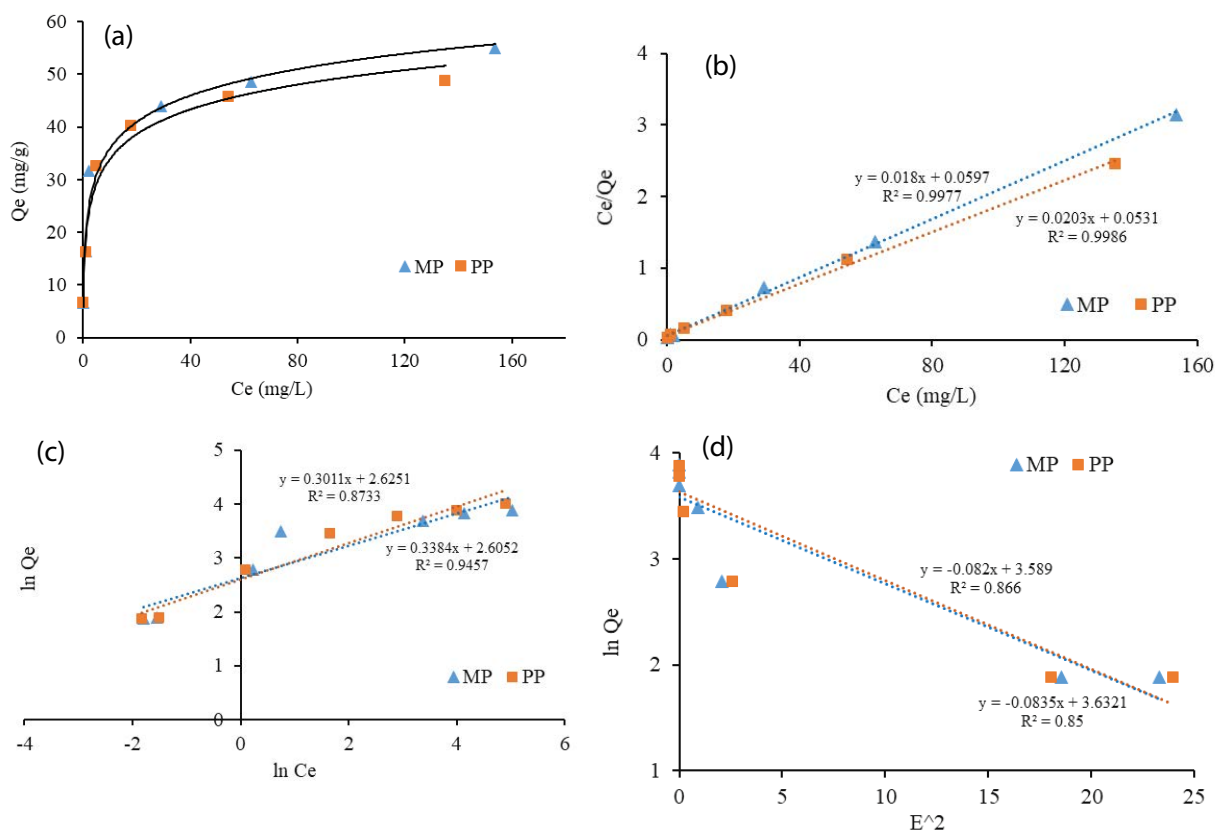 (a)
60
50
40
30
20
10
0
Qe (mg/g)
0 40 80 120 160
Ce (mg/L)
MP PP
(b)
4
3
2
1
0
Ce/Qe
y = 0.018x + 0.0597
R² = 0.9977
y = 0.0203x + 0.0531
R² = 0.9986
MP PP
0 40 80 120 160
Ce (mg/L)
(c)
5
4
3
2
1
0
ln Qe
y = 0.3011x + 2.6251
R² = 0.8733
y = 0.3384x + 2.6052
R² = 0.9457
MP PP
-4 -2 0 2 4 6
ln Ce
(d)
4
3
2
1
ln Qe
MP PP
y = -0.082x + 3.589
R² = 0.866
y = -0.0835x + 3.6321
R² = 0.85
0 5 10 15 20 25
E^2